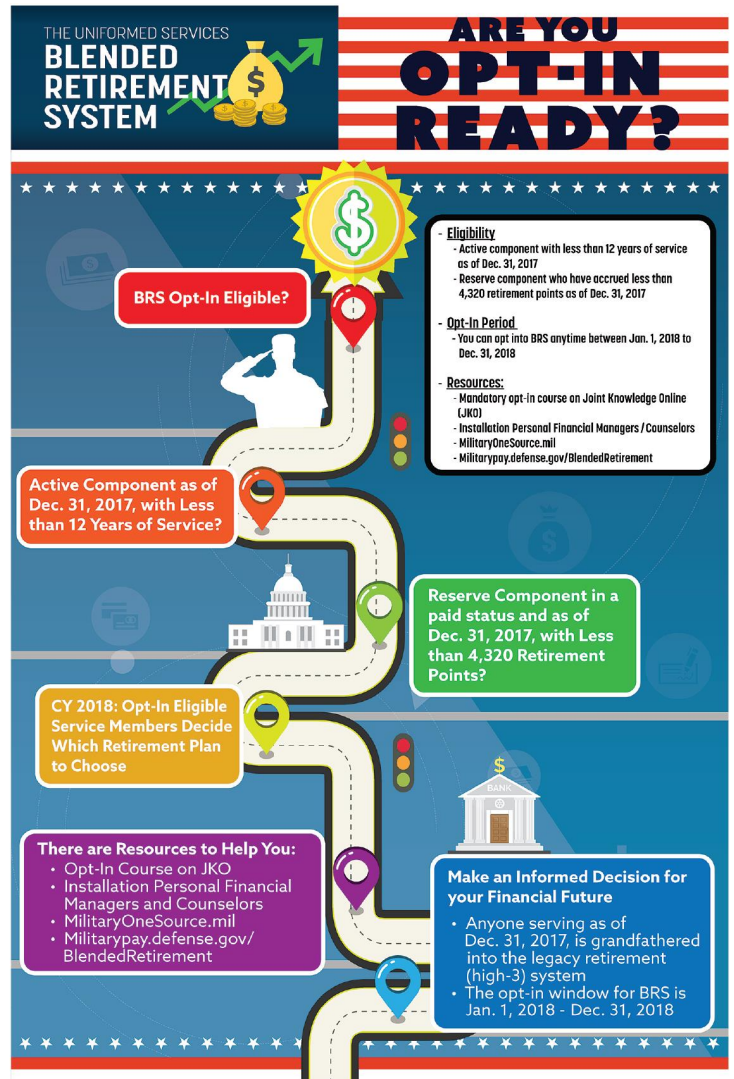 THE UNIFORMED SERVICES
BLENDED
RETIREMENT
SYSTEM
$
ARE YOU
OPT-IN
READY?
$
- Eligibility
- Active component with less than 12 years of service
as of Dec. 31, 2017
- Reserve component who have accrued less than
4,320 retirement points as of Dec. 31, 2017
- Opt-In Period
- You can opt into BRS anytime between Jan. 1, 2018 to
Dec. 31, 2018
- Resources:
- Mandatory opt-in course on Joint Knowledge Online
(JKO)
- Installation Personal Financial Managers / Counselors
- MilitaryOneSource.mil
- Militarypay.defense.gov/BlendedRetirement
BRS Opt-In Eligible?
Active Component as of
Dec. 31, 2017, with Less
than 12 Years of Service?
$
Reserve Component in a
paid status and as of
Dec. 31, 2017, with Less
than 4,320 Retirement
Points?
CY 2018: Opt-In Eligible
Service Members Decide
Which Retirement Plan
to Choose
$
BANK
There are Resources to Help You:
• Opt-In Course on JKO
• Installation Personal Financial
Managers and Counselors
• MilitaryOneSource.mil
• Militarypay.defense.gov/
BlendedRetirement
Make an Informed Decision for
your Financial Future
• Anyone serving as of
Dec. 31, 2017, is grandfathered
into the legacy retirement
(high-3) system
• The opt-in window for BRS is
Jan. 1, 2018 - Dec. 31, 2018